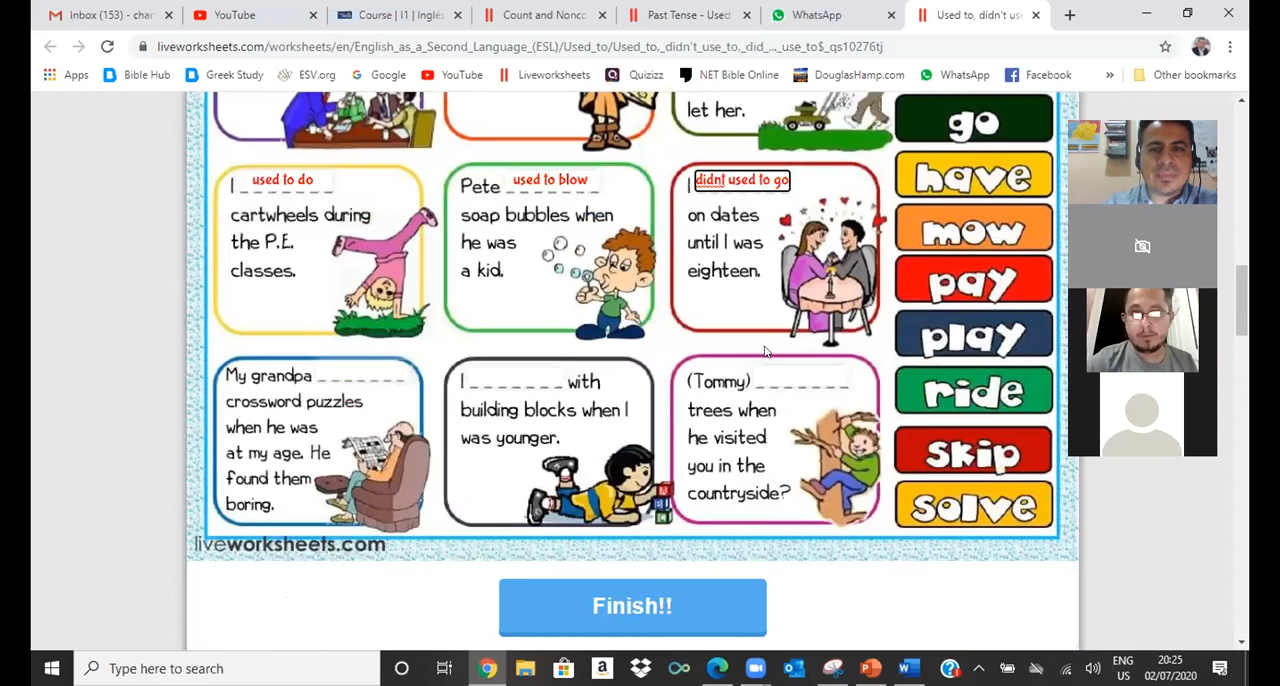 inbox (153) - char
YouTube
Course | I1 | Inglés
Count and Nonco
Past Tense - Used
WhatsApp
Used to, didn't use
liveworksheets.com/worksheets/en/English_as_a_Second_Language_(ESL)/Used_to/Used_to,_didn't_use_to,_did_..._use_to$_qs10276tj
Apps
Bible Hub
Greek Study
ESV.org
Google
YouTube
Liveworksheets
Quizizz
NET Bible Online
DouglasHamp.com
WhatsApp
Facebook
»
Other bookmarks
let her.
I used to do
cartwheels during
the P.E.
classes.
Pete used to blow
soap bubbles when
he was
a kid.
I didnt used to go
on dates
until I was
eighteen.
My grandpa _ _ _ _ _ _ _
crossword puzzles
when he was
at my age. He
found them
boring.
I _ _ _ _ _ _ _ _ with
building blocks when I
was younger.
(Tommy) _ _ _ _ _ _ _
trees when
he visited
you in the
countryside?
go
have
mow
pay
play
ride
skip
solve
liveworksheets.com
Finish!!
Type here to search
ENG
US
20:25
02/07/2020